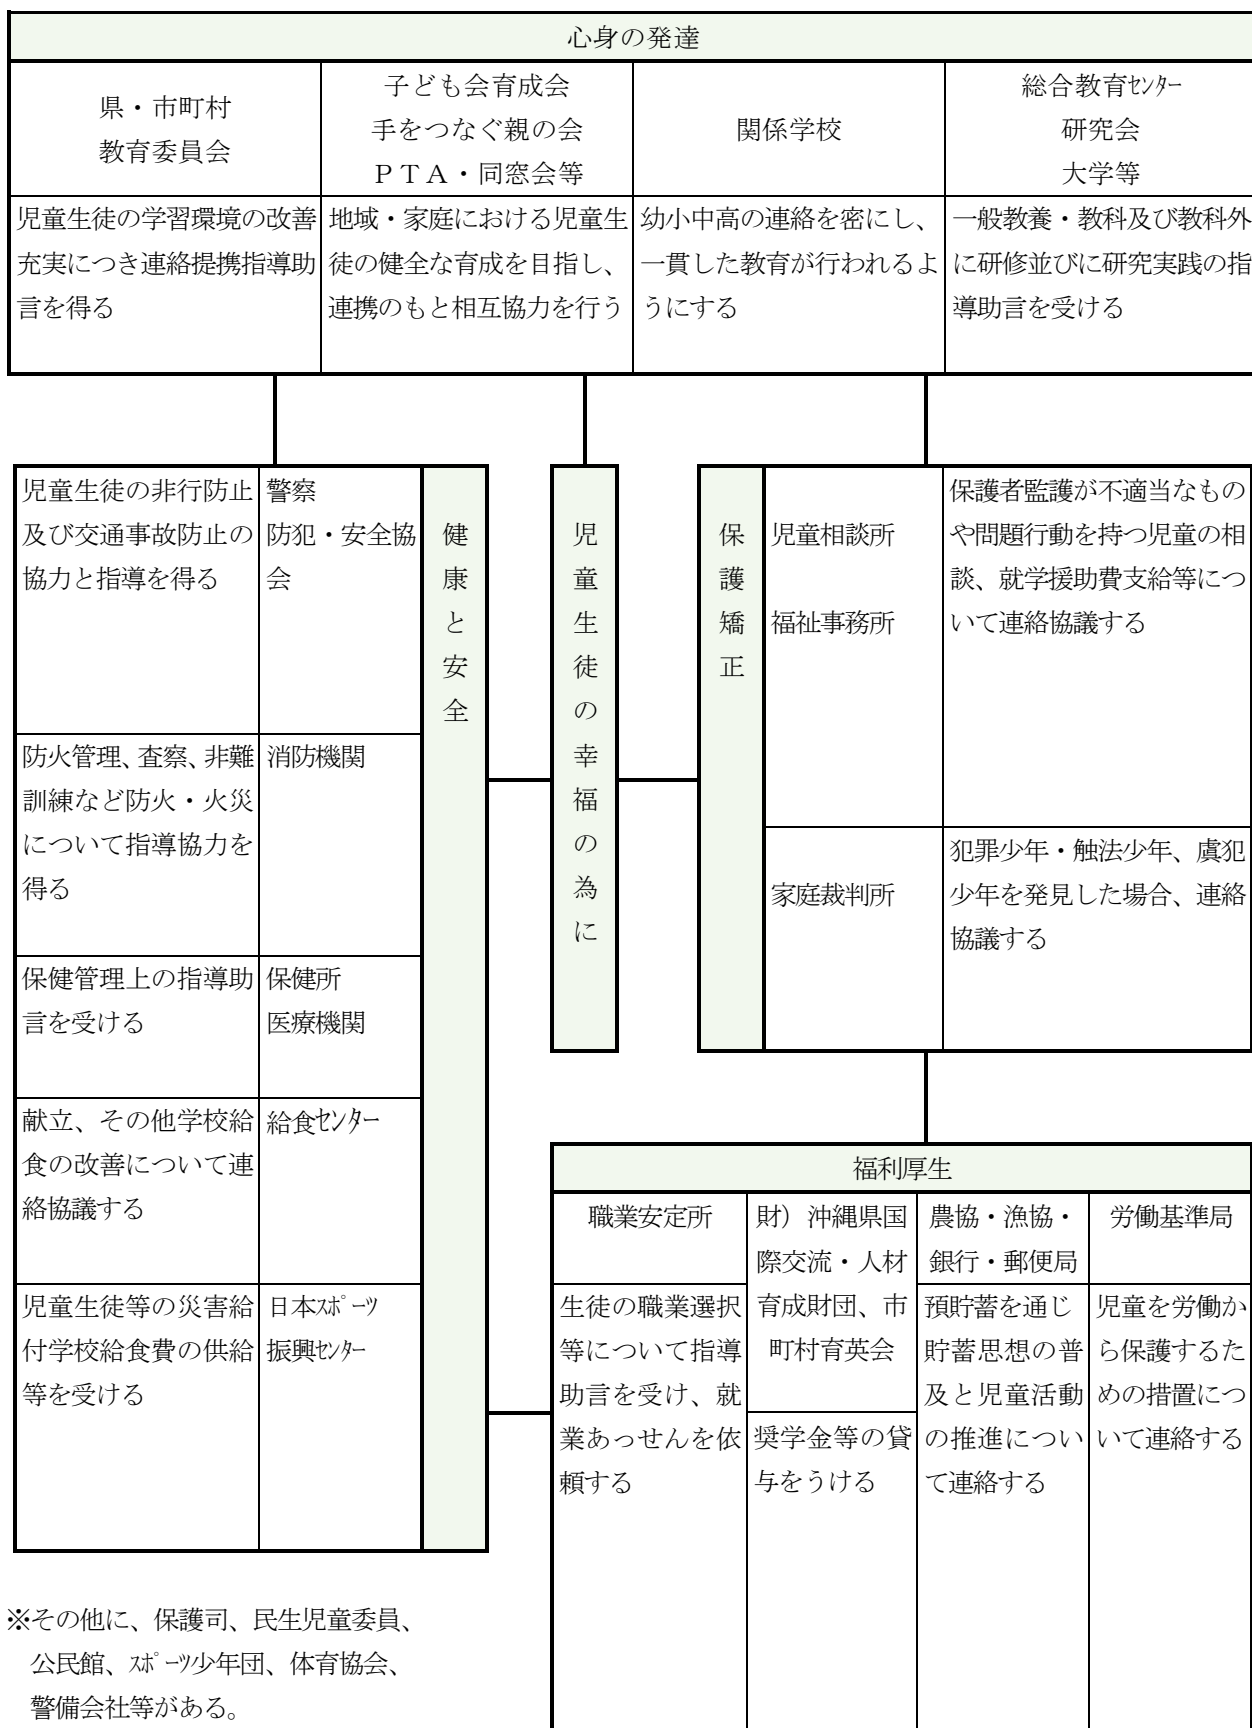 心身の発達
県・市町村
教育委員会
子ども会育成会
手をつなぐ親の会
ＰＴＡ・同窓会等
関係学校
総合教育ｾﾝﾀｰ
研究会
大学等
児童生徒の学習環境の改善
充実につき連絡提携指導助
言を得る
地域・家庭における児童生
徒の健全な育成を目指し、
連携のもと相互協力を行う
幼小中高の連絡を密にし、
一貫した教育が行われるよ
うにする
一般教養・教科及び教科外
に研修並びに研究実践の指
導助言を受ける
児童生徒の非行防止
及び交通事故防止の
協力と指導を得る
警察
防犯・安全協
会
防火管理、査察、非難
訓練など防火・火災
について指導協力を
得る
消防機関
保健管理上の指導助
言を受ける
保健所
医療機関
献立、その他学校給
食の改善について連
絡協議する
給食ｾﾝﾀｰ
児童生徒等の災害給
付学校給食費の供給
等を受ける
日本ｽﾎﾟｰﾂ
振興ｾﾝﾀｰ
健康と安全
児童生徒の幸福の為に
保護矯正
児童相談所
福祉事務所
保護者監護が不適当なもの
や問題行動を持つ児童の相
談、就学援助費支給等につ
いて連絡協議する
家庭裁判所
犯罪少年・触法少年、虞犯
少年を発見した場合、連絡
協議する
福利厚生
職業安定所
生徒の職業選択
等について指導
助言を受け、就
業あっせんを依
頼する
財）沖縄県国
際交流・人材
育成財団、市
町村育英会
奨学金等の貸
与をうける
農協・漁協・
銀行・郵便局
預貯蓄を通じ
貯蓄思想の普
及と児童活動
の推進につい
て連絡する
労働基準局
児童を労働か
ら保護するた
めの措置につ
いて連絡する
※その他に、保護司、民生児童委員、
公民館、ｽﾎﾟｰﾂ少年団、体育協会、
警備会社等がある。